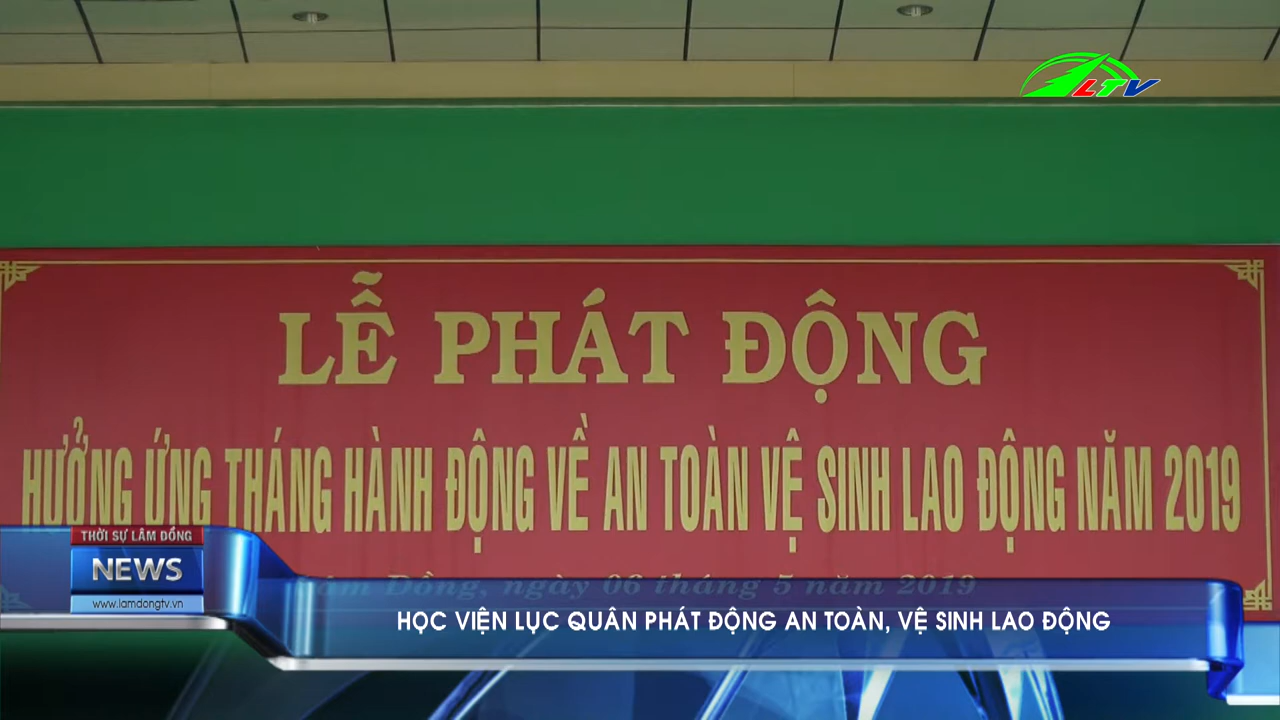 LTV
LỄ PHÁT ĐỘNG
HƯỞNG ỨNG THÁNG HÀNH ĐỘNG VỀ AN TOÀN VỆ SINH LAO ĐỘNG NĂM 2019
Đồng, ngày 06 tháng 5 năm 2019
THỜI SỰ LÂM ĐỒNG
NEWS
www.lamdongtv.vn
HỌC VIỆN LỤC QUÂN PHÁT ĐỘNG AN TOÀN, VỆ SINH LAO ĐỘNG